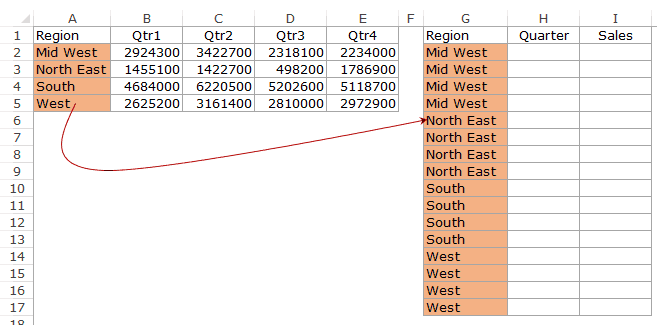 A B C D E F G H I
1 Region Qtr1 Qtr2 Qtr3 Qtr4 Region Quarter Sales
2 Mid West 2924300 3422700 2318100 2234000 Mid West
3 North East 1455100 1422700 498200 1786900 Mid West
4 South 4684000 6220500 5202600 5118700 Mid West
5 West 2625200 3161400 2810000 2972900 Mid West
6 North East
7 North East
8 North East
9 North East
10 South
11 South
12 South
13 South
14 West
15 West
16 West
17 West
18